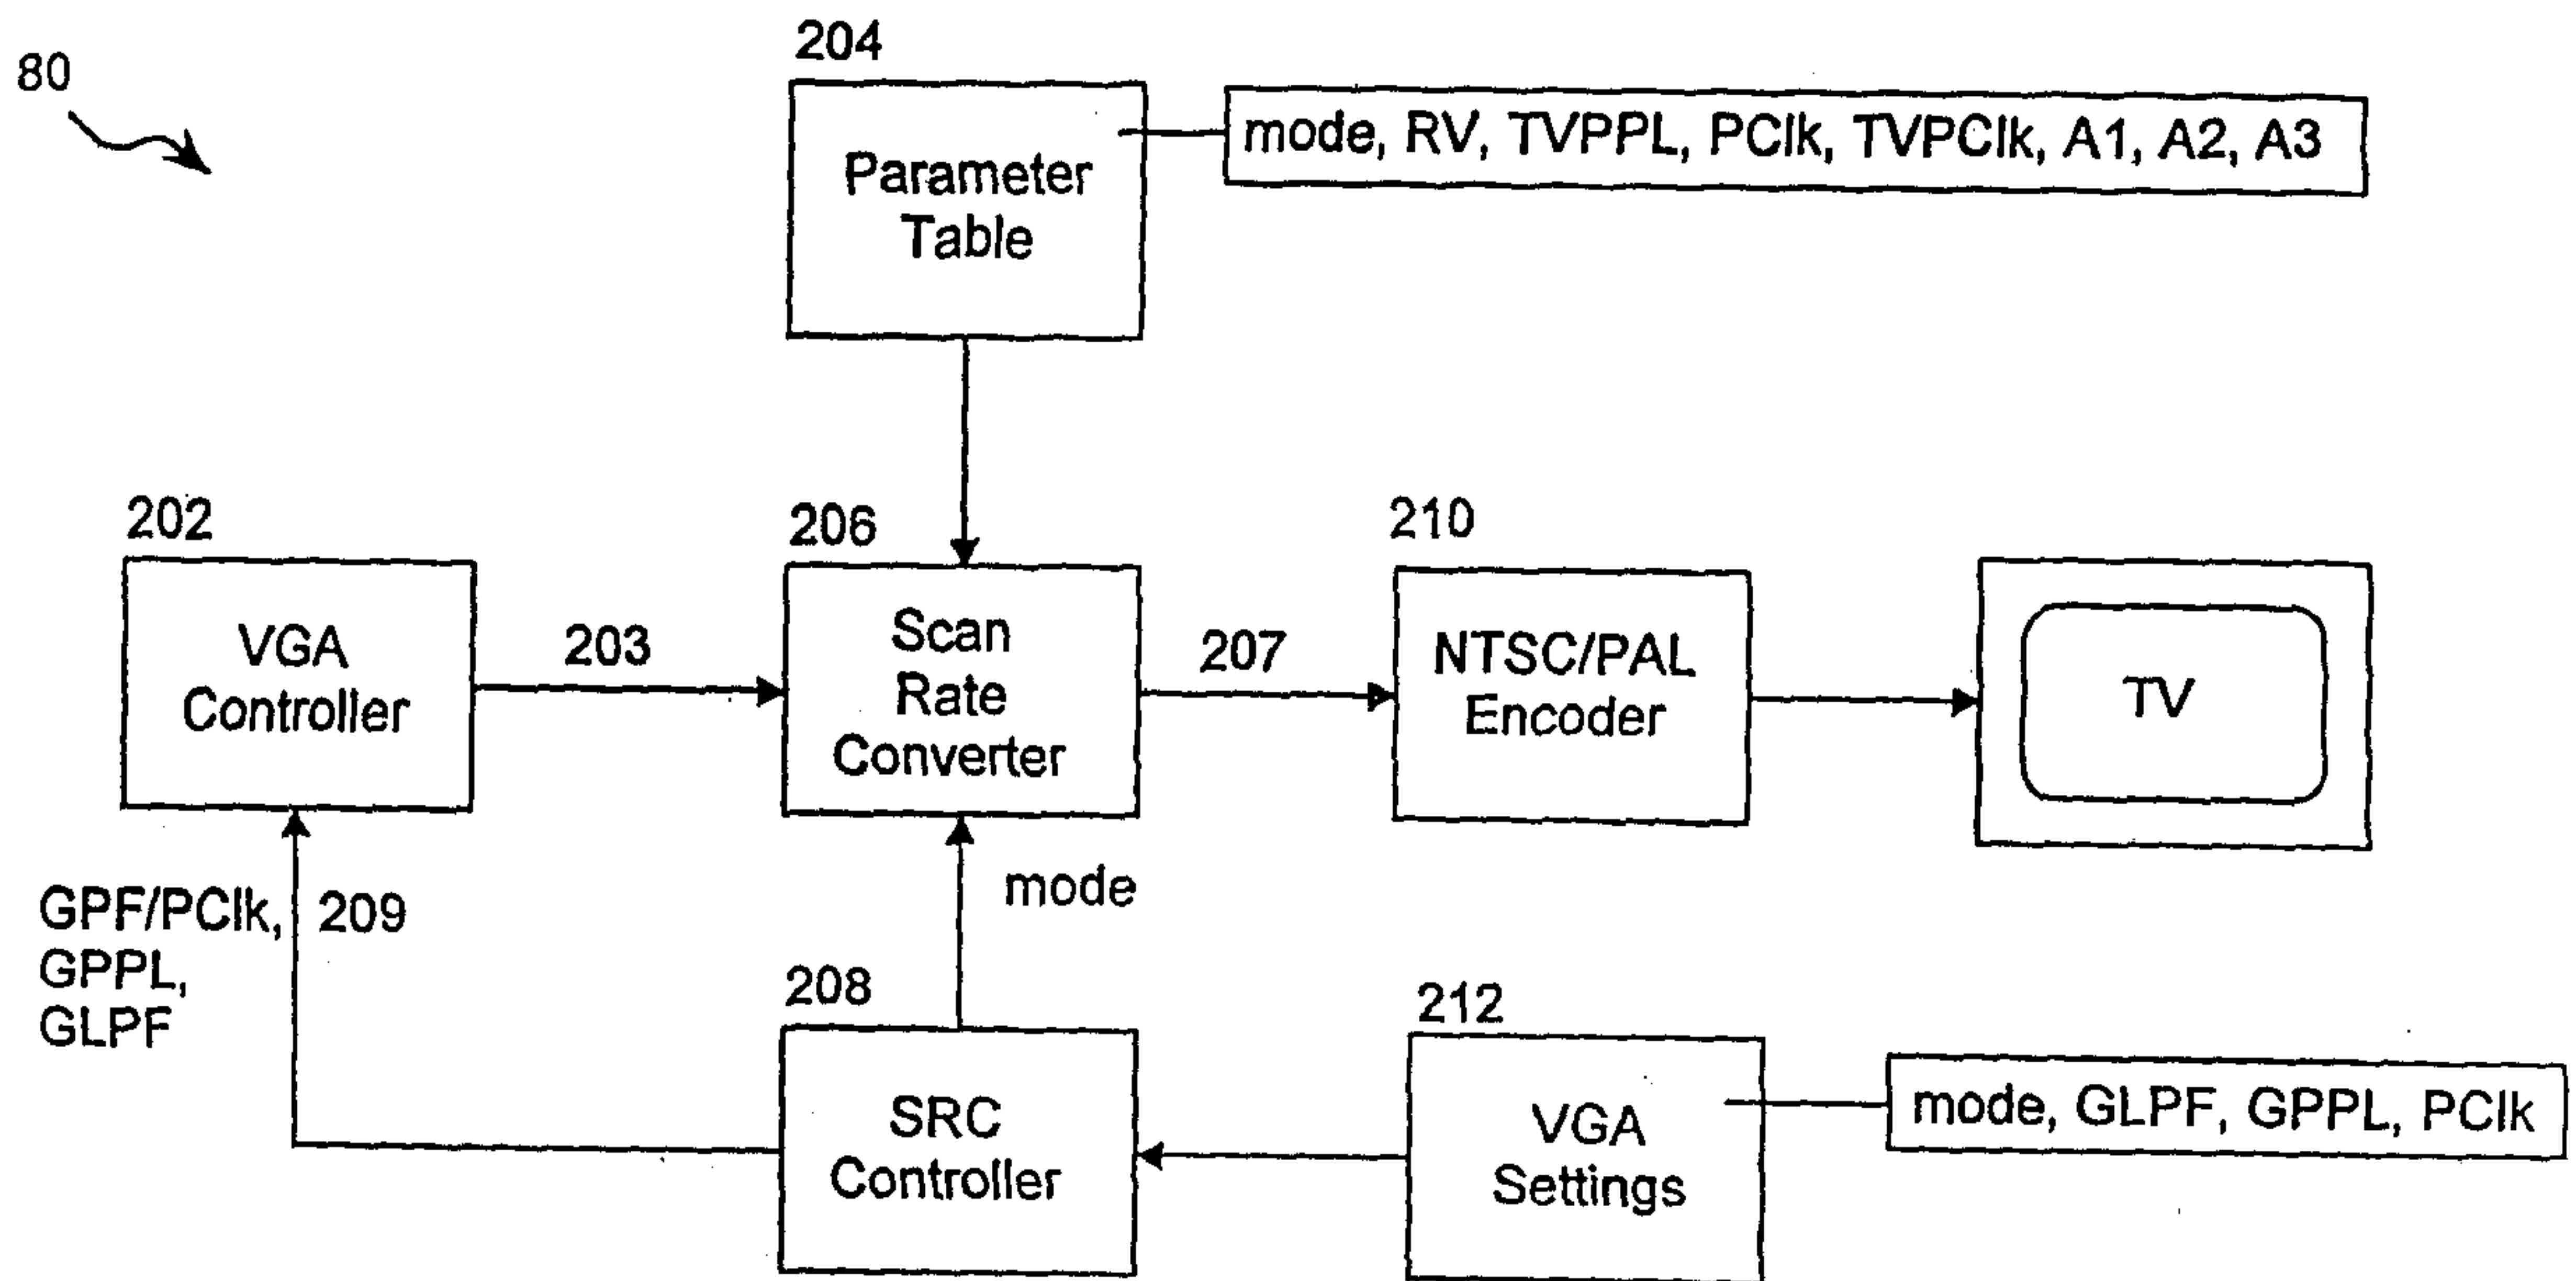 80
204
Parameter
Table
mode, RV, TVPPL, PClk, TVPClk, A1, A2, A3
202
VGA
Controller
203
206
Scan
Rate
Converter
207
210
NTSC/PAL
Encoder
TV
GPF/PClk,
GPPL,
GLPF
209
mode
208
SRC
Controller
212
VGA
Settings
mode, GLPF, GPPL, PClk